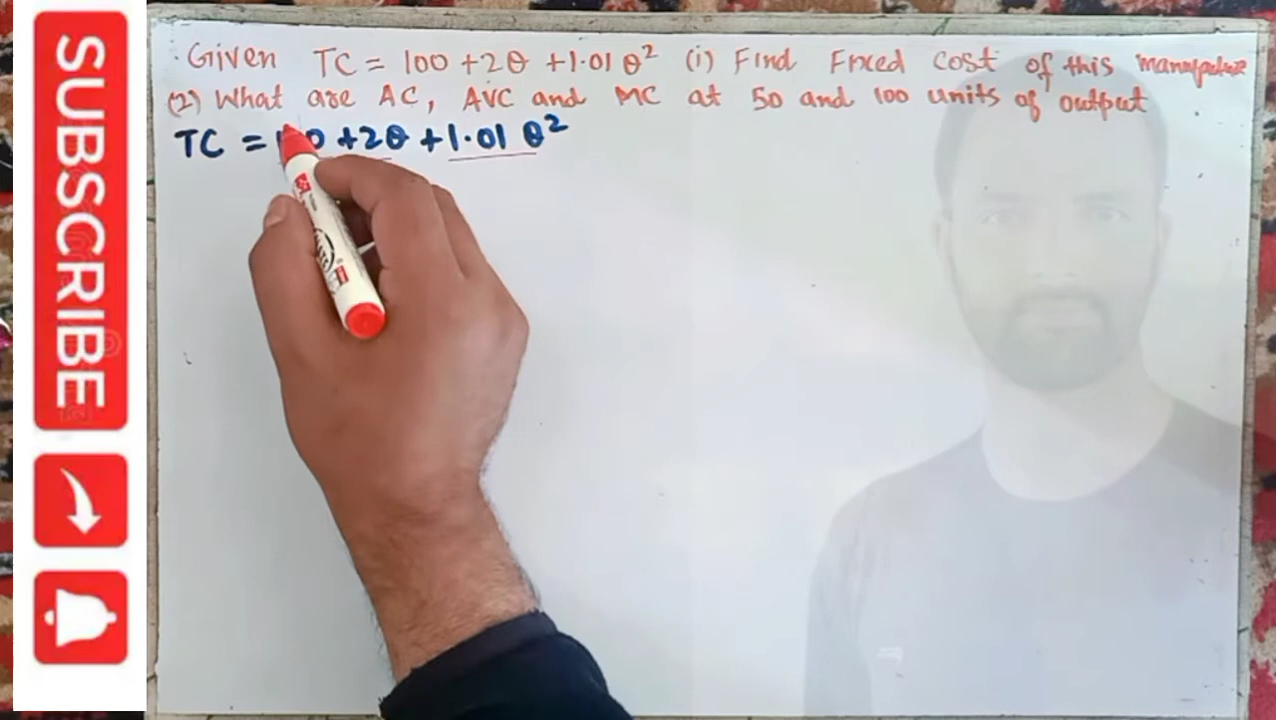 SUBSCRIBE
Given TC = 100 + 2θ + 1.01 θ² (i) Find Fixed cost of this
(2) What are AC, AVC and MC at 50 and 100 units of output
TC = 100 + 2θ + 1.01 θ²